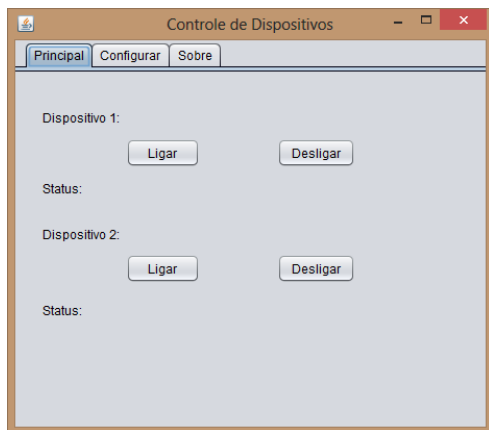 Controle de Dispositivos
Principal Configurar Sobre
Dispositivo 1:
Ligar Desligar
Status:
Dispositivo 2:
Ligar Desligar
Status: